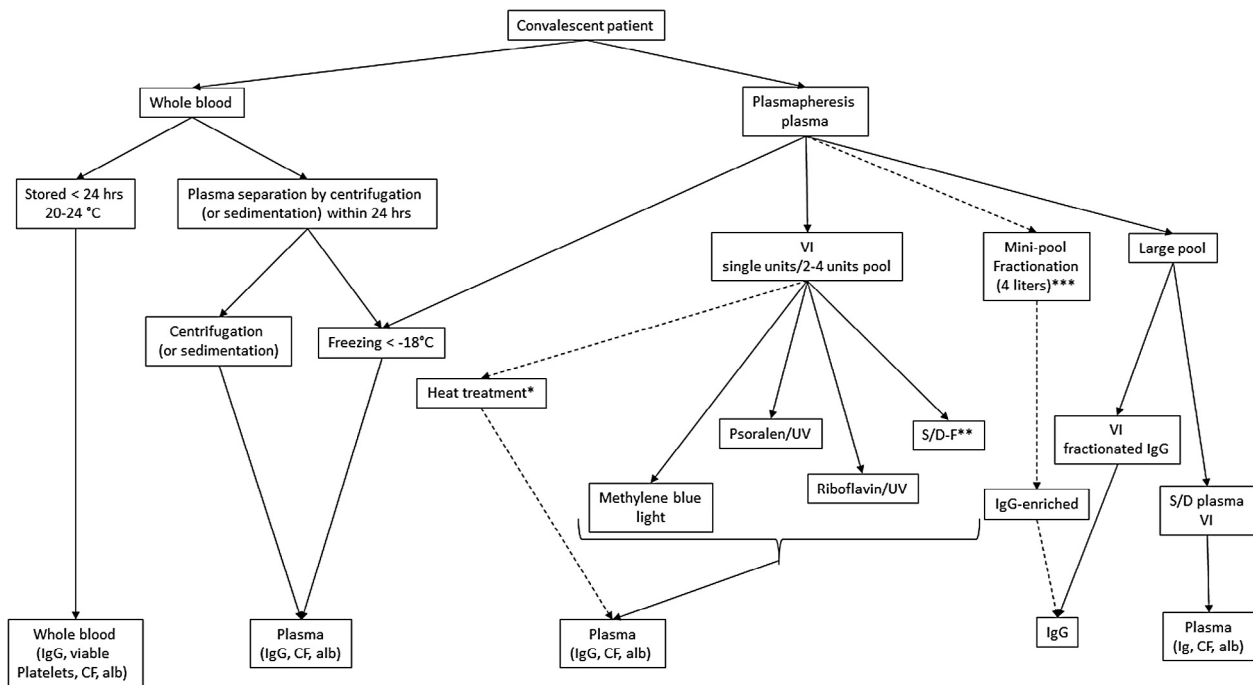 Convalescent patient
Whole blood
Plasmapheresis
plasma
Stored < 24 hrs
20-24 °C
Plasma separation by centrifugation
(or sedimentation) within 24 hrs
VI
single units/2-4 units pool
Mini-pool
Fractionation
(4 liters)***
Large pool
Centrifugation
(or sedimentation)
Freezing < -18°C
Heat treatment*
Psoralen/UV
S/D-F**
VI
fractionated IgG
Methylene blue
light
Riboflavin/UV
IgG-enriched
S/D plasma
VI
Whole blood
(IgG, viable
Platelets, CF, alb)
Plasma
(IgG, CF, alb)
Plasma
(IgG, CF, alb)
IgG
Plasma
(Ig, CF, alb)